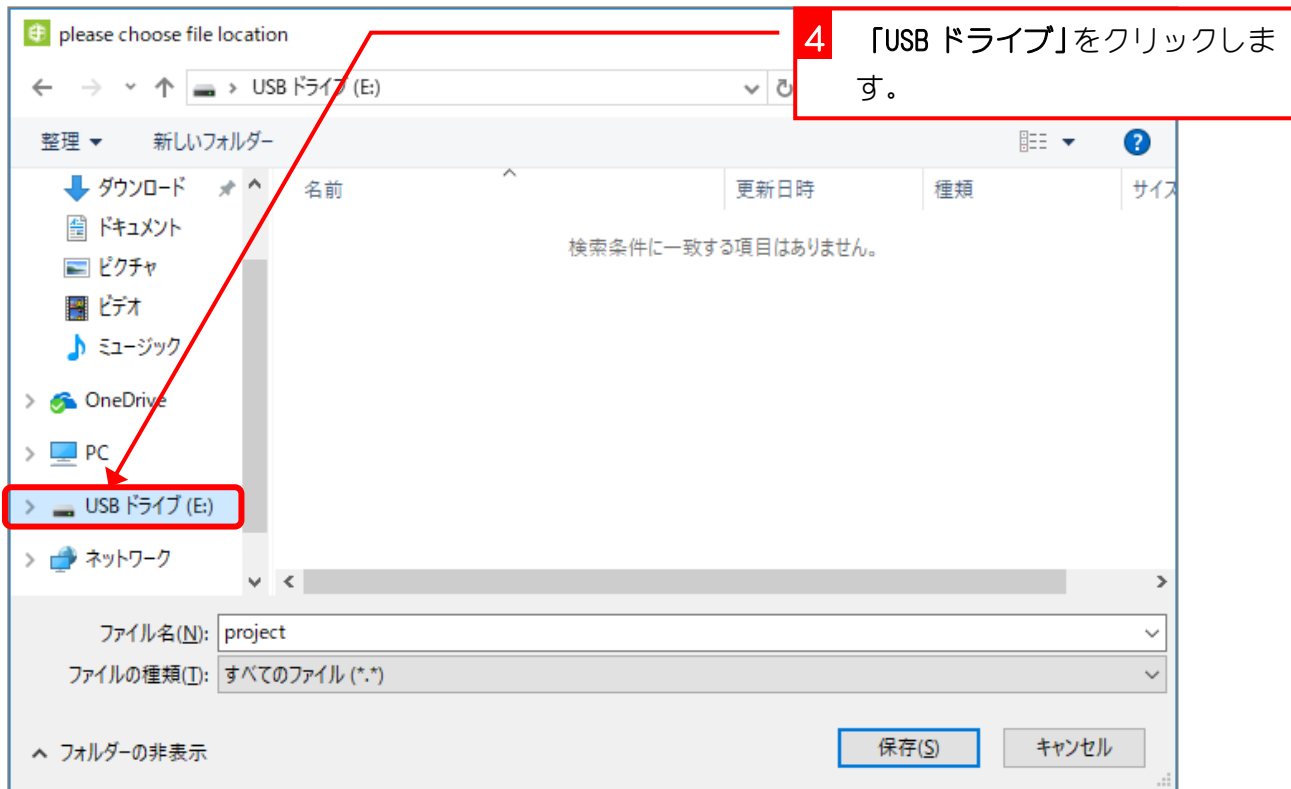 please choose file location
4 「USB ドライブ」をクリックしま
す。
USB ドライブ (E:)
整理 新しいフォルダー
ダウンロード
ドキュメント
ピクチャ
ビデオ
ミュージック
OneDrive
PC
USB ドライブ (E:)
ネットワーク
名前 更新日時 種類 サイズ
検索条件に一致する項目はありません。
ファイル名(N): project
ファイルの種類(T): すべてのファイル (*.*)
フォルダーの非表示
保存(S) キャンセル